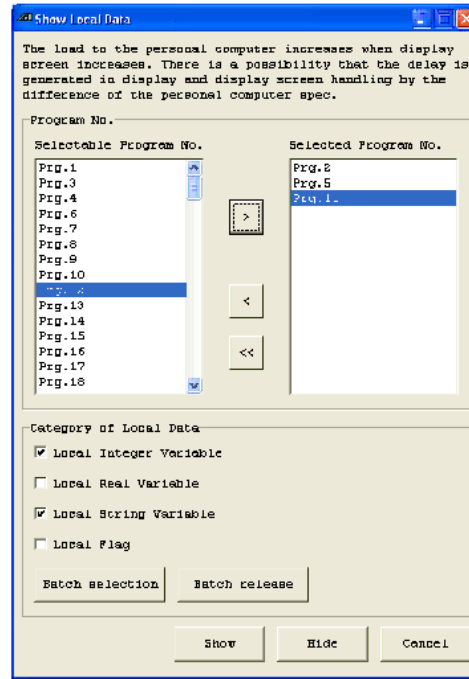 Show Local Data
The load to the personal computer increases when display
screen increases. There is a possibility that the delay is
generated in display and display screen handling by the
difference of the personal computer spec.
Program No.
Selectable Program No.
Selected Program No.
Prg.1
Prg.3
Prg.4
Prg.6
Prg.7
Prg.8
Prg.9
Prg.10
Prg.13
Prg.14
Prg.15
Prg.16
Prg.17
Prg.18
>
<
<<
Prg.2
Prg.5
Category of Local Data
Local Integer Variable
Local Real Variable
Local String Variable
Local Flag
Batch selection Batch release
Show Hide Cancel